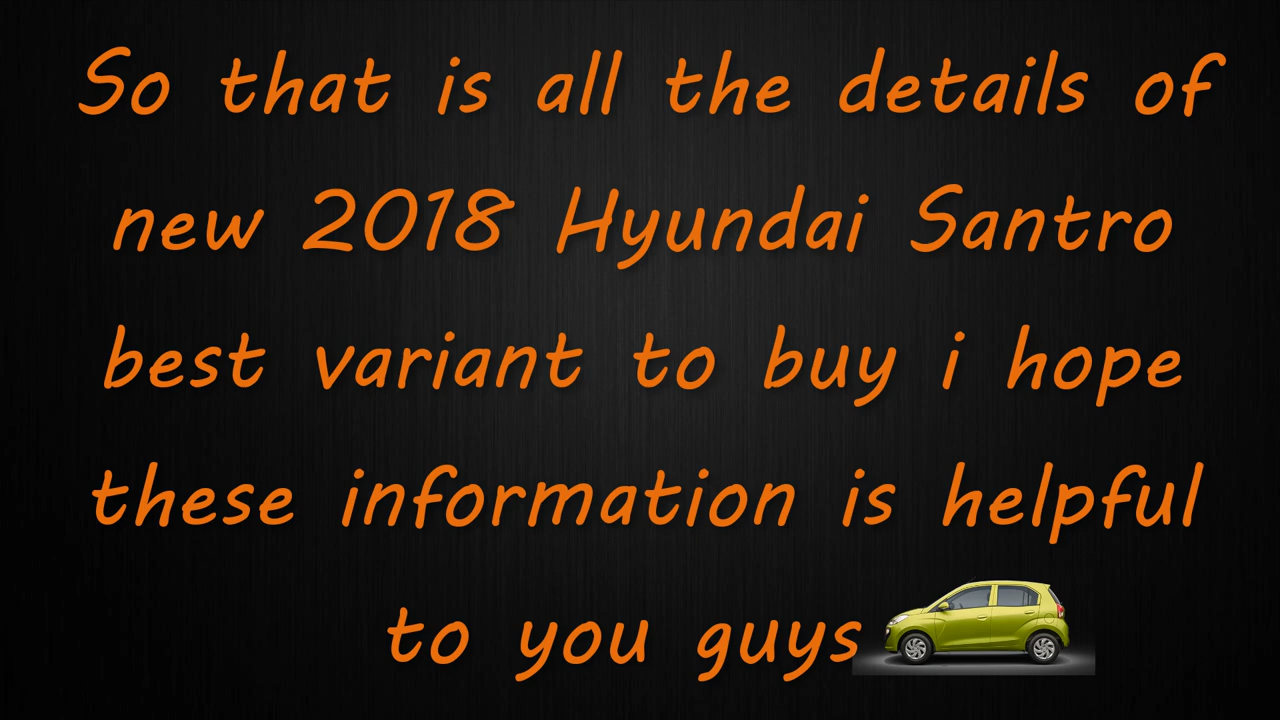 So that is all the details of
new 2018 Hyundai Santro
best variant to buy i hope
these information is helpful
to you guys